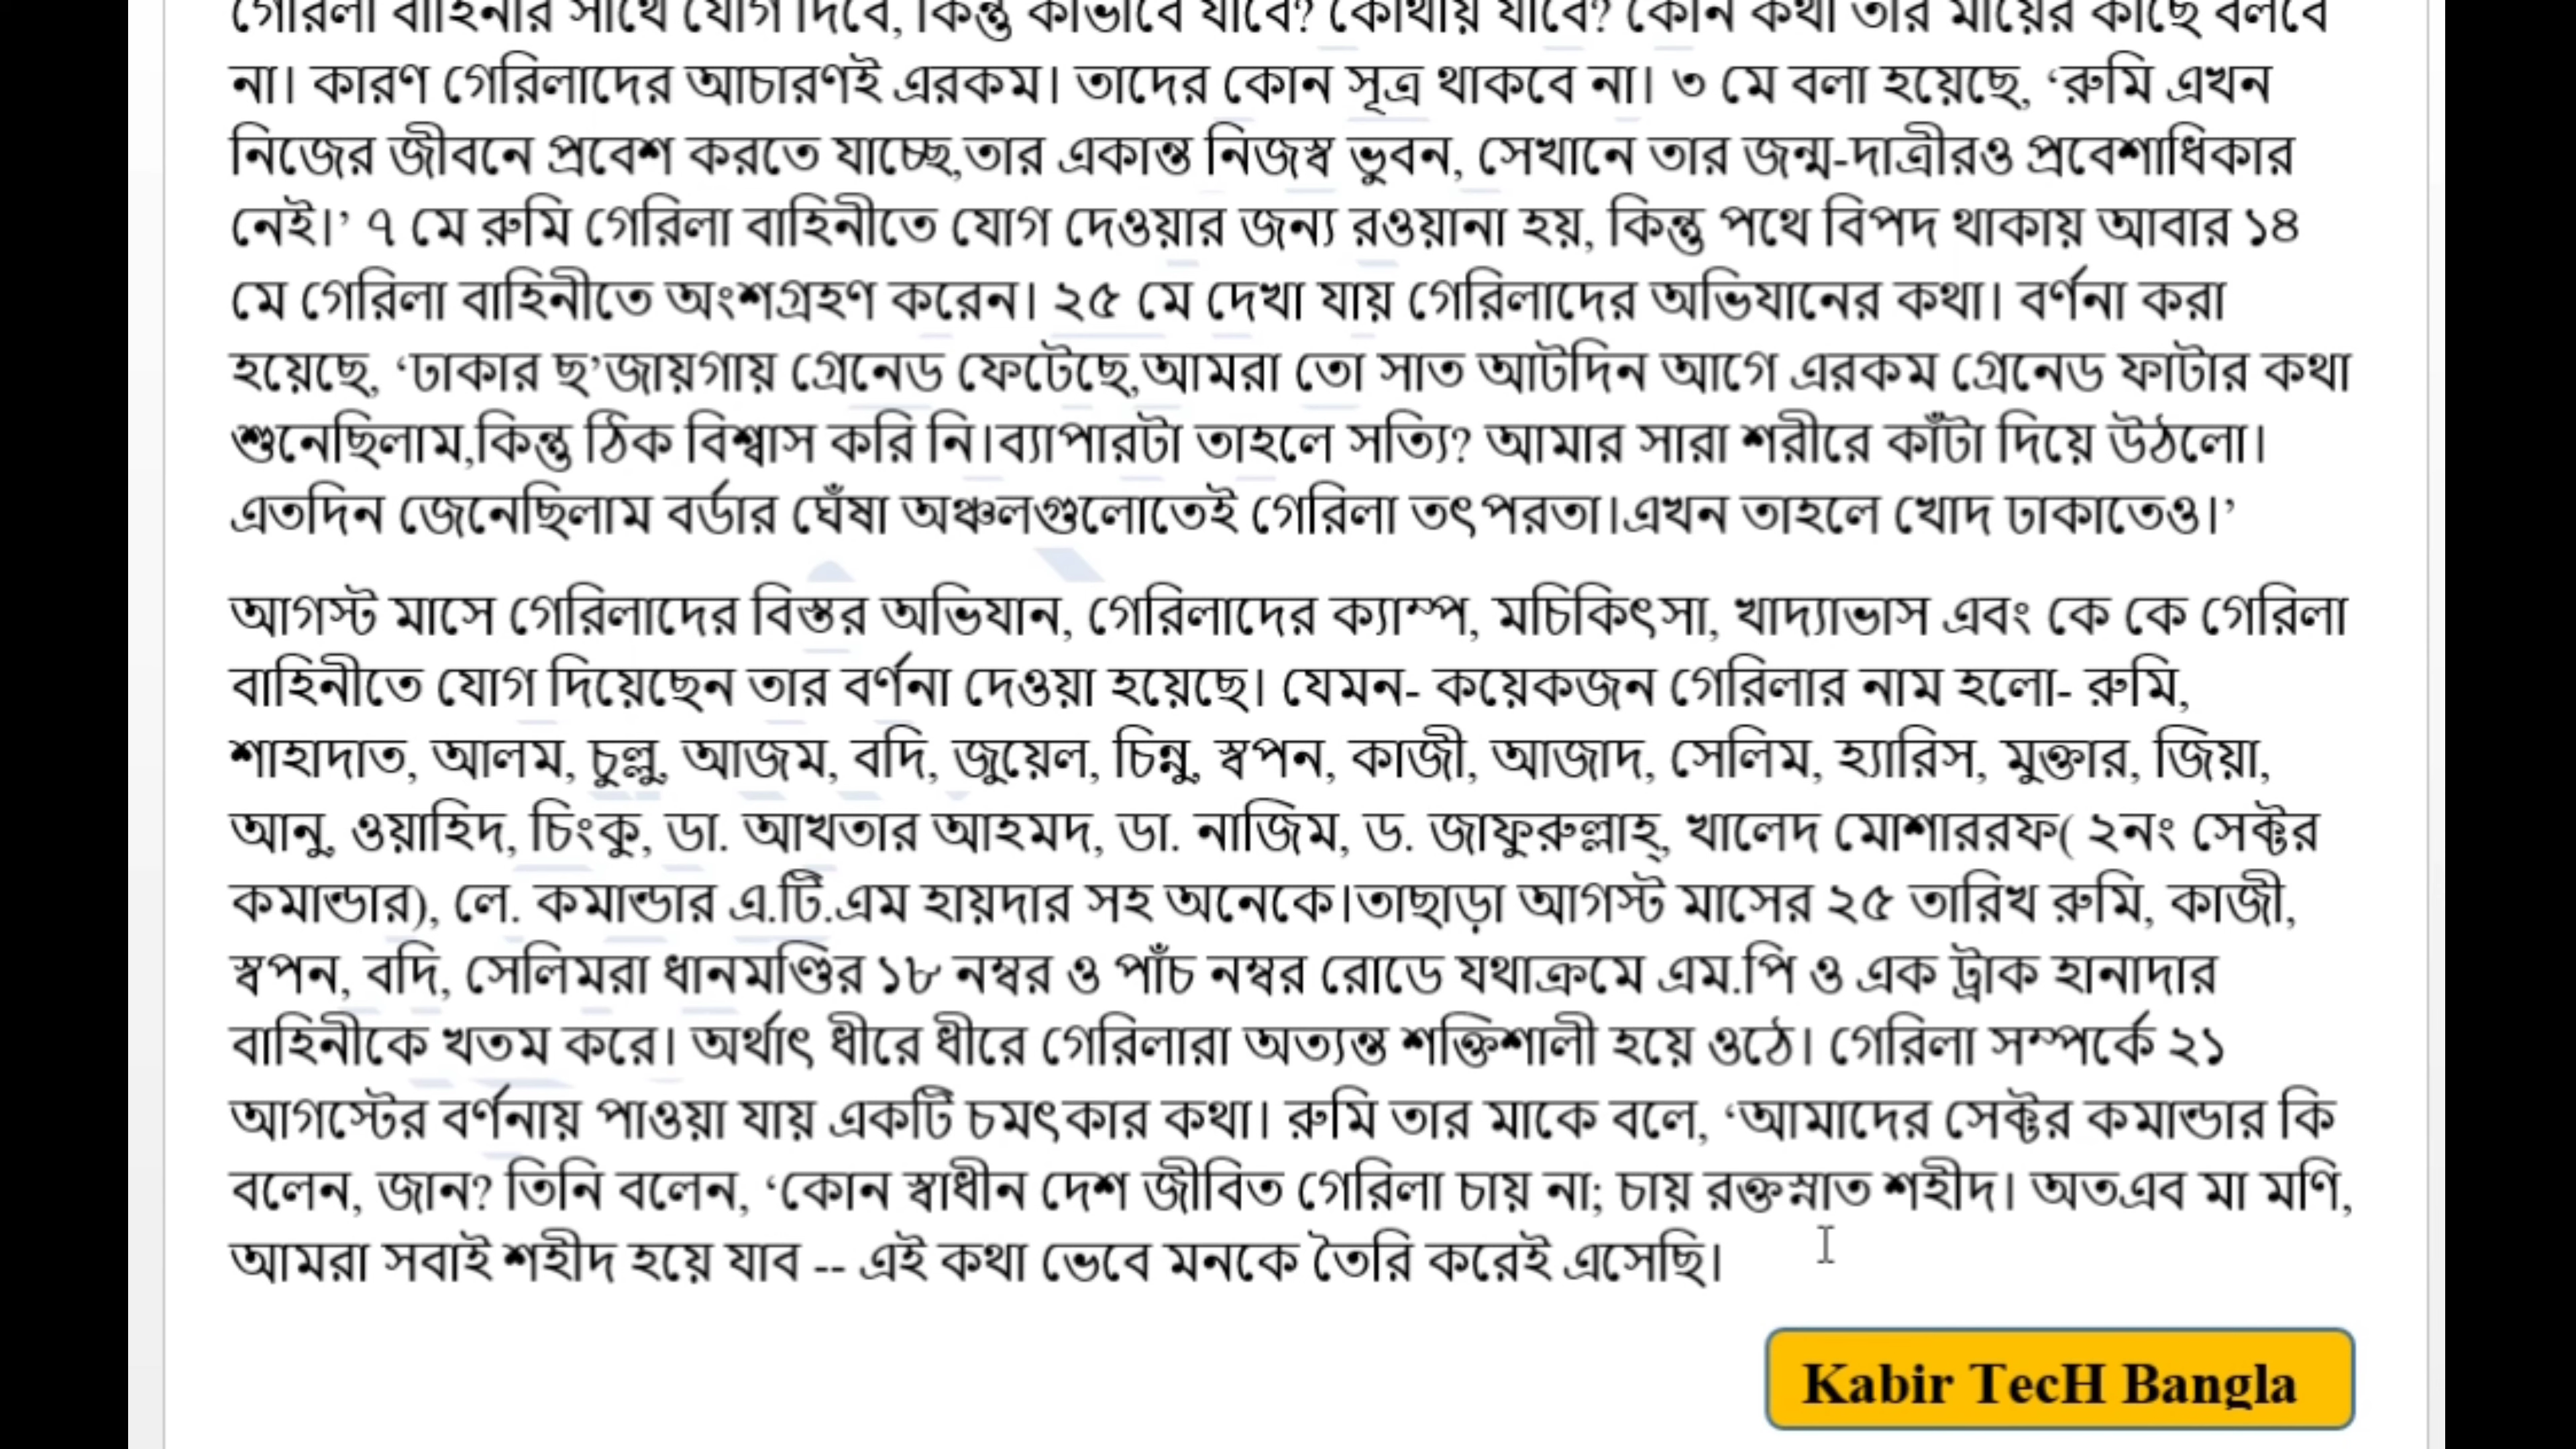 গেরিলা বাহিনীর সাথে যোগ দিবে, কিন্তু কীভাবে যাবে? কোথায় যাবে? কোন কথা তার মায়ের কাছে বলবে
না। কারণ গেরিলাদের আচারণই এরকম। তাদের কোন সূত্র থাকবে না। ৩ মে বলা হয়েছে, ‘রুমি এখন
নিজের জীবনে প্রবেশ করতে যাচ্ছে,তার একান্ত নিজস্ব ভুবন, সেখানে তার জন্ম-দাত্রীরও প্রবেশাধিকার
নেই।’ ৭ মে রুমি গেরিলা বাহিনীতে যোগ দেওয়ার জন্য রওয়ানা হয়, কিন্তু পথে বিপদ থাকায় আবার ১৪
মে গেরিলা বাহিনীতে অংশগ্রহণ করেন। ২৫ মে দেখা যায় গেরিলাদের অভিযানের কথা। বর্ণনা করা
হয়েছে, ‘ঢাকার ছ’জায়গায় গ্রেনেড ফেটেছে,আমরা তো সাত আটদিন আগে এরকম গ্রেনেড ফাটার কথা
শুনেছিলাম,কিন্তু ঠিক বিশ্বাস করি নি।ব্যাপারটা তাহলে সত্যি? আমার সারা শরীরে কাঁটা দিয়ে উঠলো।
এতদিন জেনেছিলাম বর্ডার ঘেঁষা অঞ্চলগুলোতেই গেরিলা তৎপরতা।এখন তাহলে খোদ ঢাকাতেও।’
আগস্ট মাসে গেরিলাদের বিস্তর অভিযান, গেরিলাদের ক্যাম্প, মচিকিৎসা, খাদ্যাভাস এবং কে কে গেরিলা
বাহিনীতে যোগ দিয়েছেন তার বর্ণনা দেওয়া হয়েছে। যেমন- কয়েকজন গেরিলার নাম হলো- রুমি,
শাহাদাত, আলম, চুল্লু, আজম, বদি, জুয়েল, চিন্নু, স্বপন, কাজী, আজাদ, সেলিম, হ্যারিস, মুক্তার, জিয়া,
আনু, ওয়াহিদ, চিংকু, ডা. আখতার আহমদ, ডা. নাজিম, ড. জাফুরুল্লাহ্, খালেদ মোশাররফ( ২নং সেক্টর
কমান্ডার), লে. কমান্ডার এ.টি.এম হায়দার সহ অনেকে।তাছাড়া আগস্ট মাসের ২৫ তারিখ রুমি, কাজী,
স্বপন, বদি, সেলিমরা ধানমণ্ডির ১৮ নম্বর ও পাঁচ নম্বর রোডে যথাক্রমে এম.পি ও এক ট্রাক হানাদার
বাহিনীকে খতম করে। অর্থাৎ ধীরে ধীরে গেরিলারা অত্যন্ত শক্তিশালী হয়ে ওঠে। গেরিলা সম্পর্কে ২১
আগস্টের বর্ণনায় পাওয়া যায় একটি চমৎকার কথা। রুমি তার মাকে বলে, ‘আমাদের সেক্টর কমান্ডার কি
বলেন, জান? তিনি বলেন, ‘কোন স্বাধীন দেশ জীবিত গেরিলা চায় না; চায় রক্তস্নাত শহীদ। অতএব মা মণি,
আমরা সবাই শহীদ হয়ে যাব -- এই কথা ভেবে মনকে তৈরি করেই এসেছি।
Kabir TecH Bangla